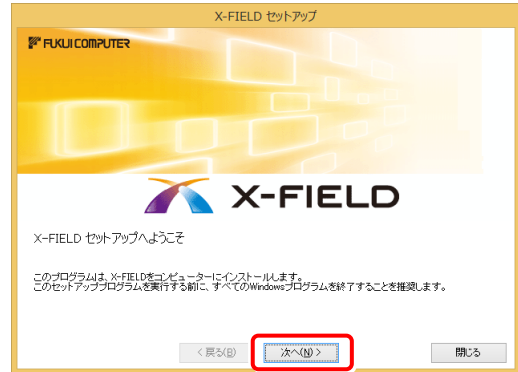 X-FIELD セットアップ
FUKUI COMPUTER
X-FIELD
X-FIELD セットアップへようこそ
このプログラムは、X-FIELDをコンピューターにインストールします。
このセットアッププログラムを実行する前に、すべてのWindowsプログラムを終了することを推奨します。
< 戻る(B) 次へ(N) > 閉じる